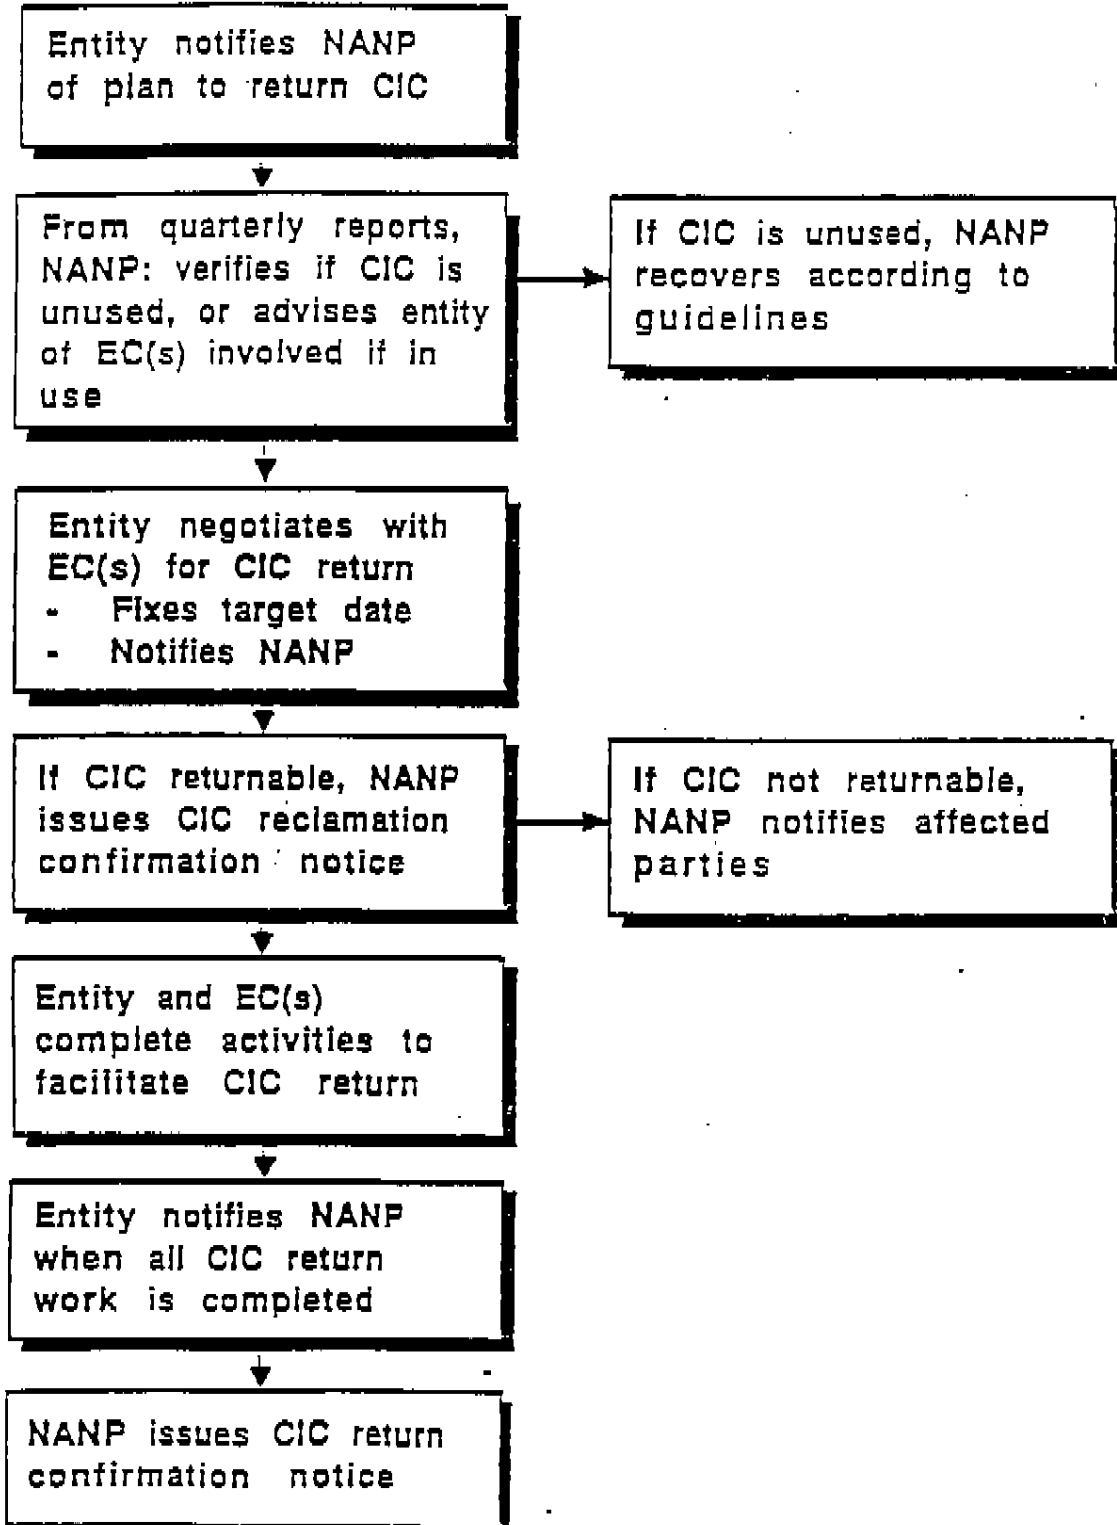 Entity notifies NANP
of plan to return CIC
From quarterly reports,
NANP: verifies if CIC is
unused, or advises entity
of EC(s) involved if in
use
If CIC is unused, NANP
recovers according to
guidelines
Entity negotiates with
EC(s) for CIC return
- Fixes target date
- Notifies NANP
If CIC returnable, NANP
issues CIC reclamation
confirmation notice
If CIC not returnable,
NANP notifies affected
parties
Entity and EC(s)
complete activities to
facilitate CIC return
Entity notifies NANP
when all CIC return
work is completed
NANP issues CIC return
confirmation notice